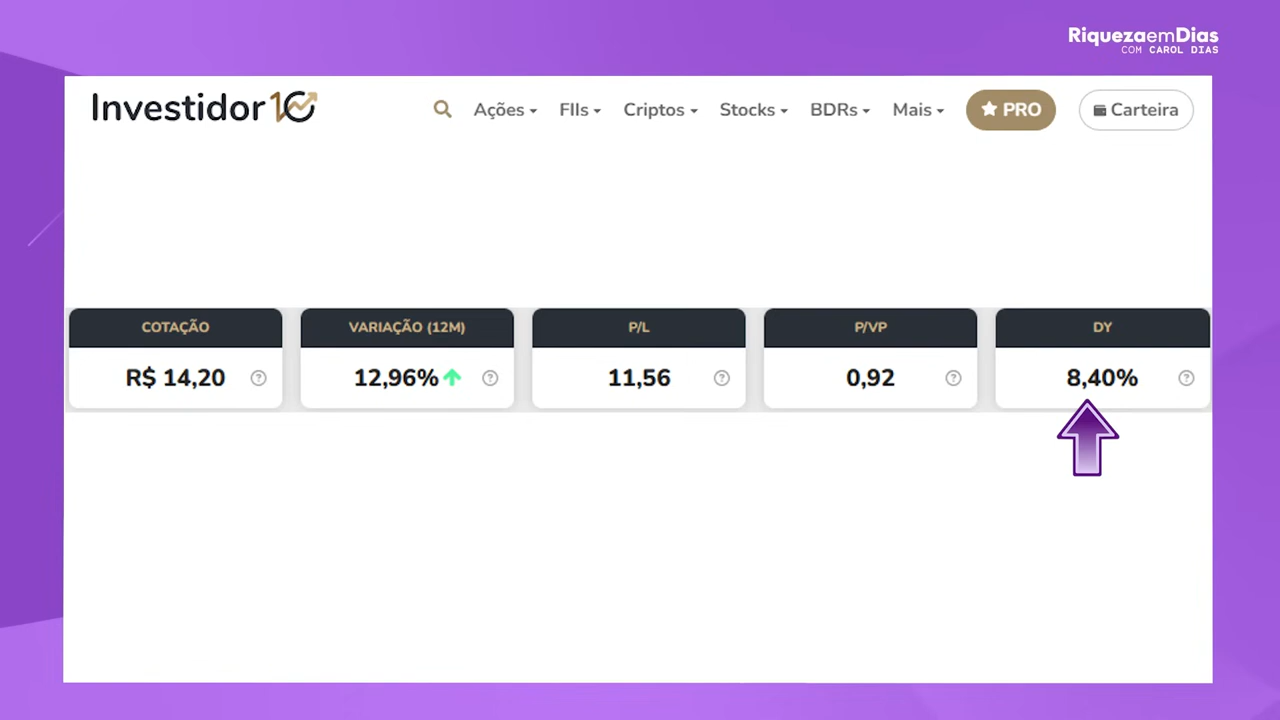 RiquezaemDias
COM CAROL DIAS
Investidor10
Ações FIIs Criptos Stocks BDRs Mais PRO Carteira
COTAÇÃO VARIAÇÃO (12M) P/L P/VP DY
R$ 14,20 ? 12,96% ? 11,56 ? 0,92 ? 8,40% ?